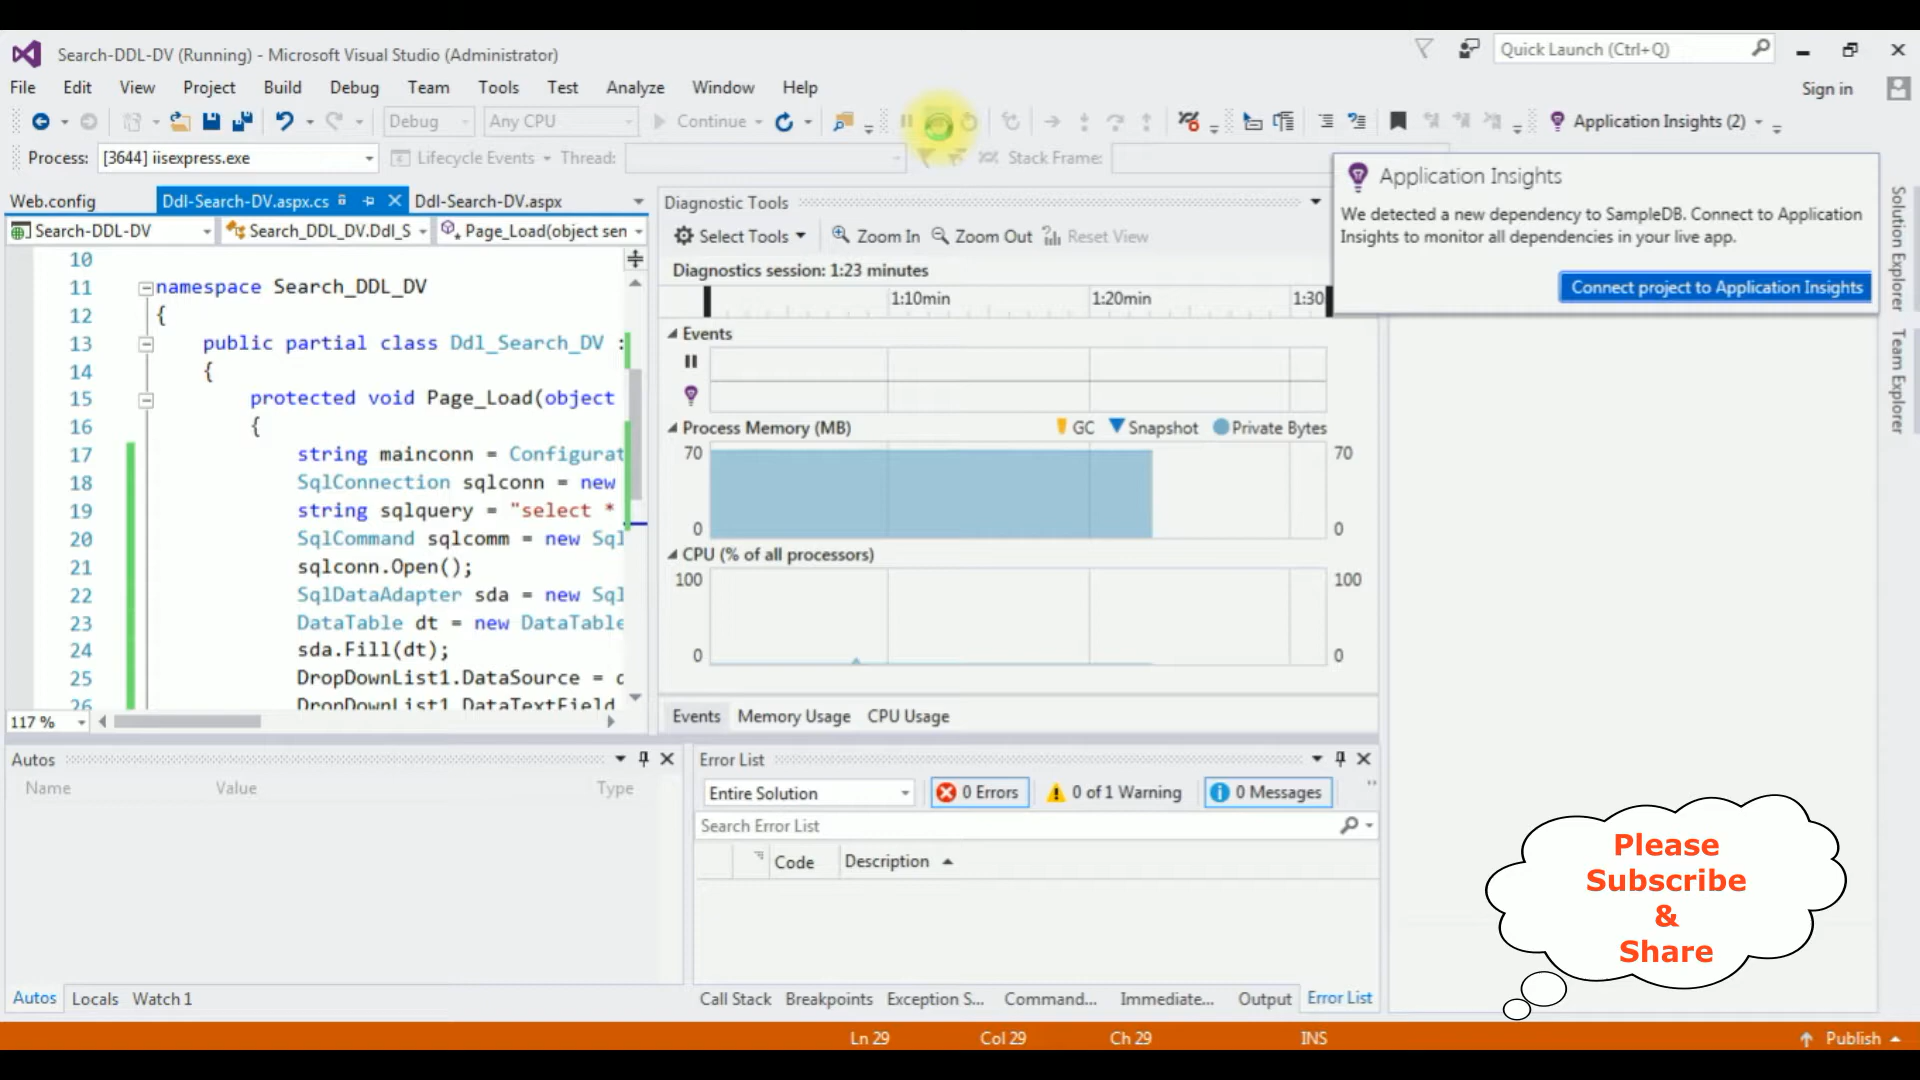 Search-DDL-DV (Running) - Microsoft Visual Studio (Administrator)
Quick Launch (Ctrl+Q)
File Edit View Project Build Debug Team Tools Test Analyze Window Help
Sign in
Debug Any CPU Continue Application Insights (2)
Process: [3644] iisexpress.exe Lifecycle Events Thread: Stack Frame:
Web.config Ddl-Search-DV.aspx.cs Ddl-Search-DV.aspx
Search-DDL-DV Search_DDL_DV.Ddl_S Page_Load(object sen
10
11 namespace Search_DDL_DV
12 {
13 public partial class Ddl_Search_DV :
14 {
15 protected void Page_Load(object
16 {
17 string mainconn = Configurat
18 SqlConnection sqlconn = new
19 string sqlquery = "select *
20 SqlCommand sqlcomm = new Sql
21 sqlconn.Open();
22 SqlDataAdapter sda = new Sql
23 DataTable dt = new DataTable
24 sda.Fill(dt);
25 DropDownList1.DataSource = d
26 DropDownList1.DataTextField
117 %
Diagnostic Tools
Select Tools Zoom In Zoom Out Reset View
Diagnostics session: 1:23 minutes
1:10min 1:20min 1:30
Events
Process Memory (MB) GC Snapshot Private Bytes
70 70
0 0
CPU (% of all processors)
100 100
0 0
Events Memory Usage CPU Usage
Application Insights
We detected a new dependency to SampleDB. Connect to Application
Insights to monitor all dependencies in your live app.
Connect project to Application Insights
Solution Explorer
Team Explorer
Autos
Name Value Type
Autos Locals Watch 1
Error List
Entire Solution 0 Errors 0 of 1 Warning 0 Messages
Search Error List
Code Description
Call Stack Breakpoints Exception S... Command... Immediate... Output Error List
Please
Subscribe
&
Share
Ln 29 Col 29 Ch 29 INS Publish